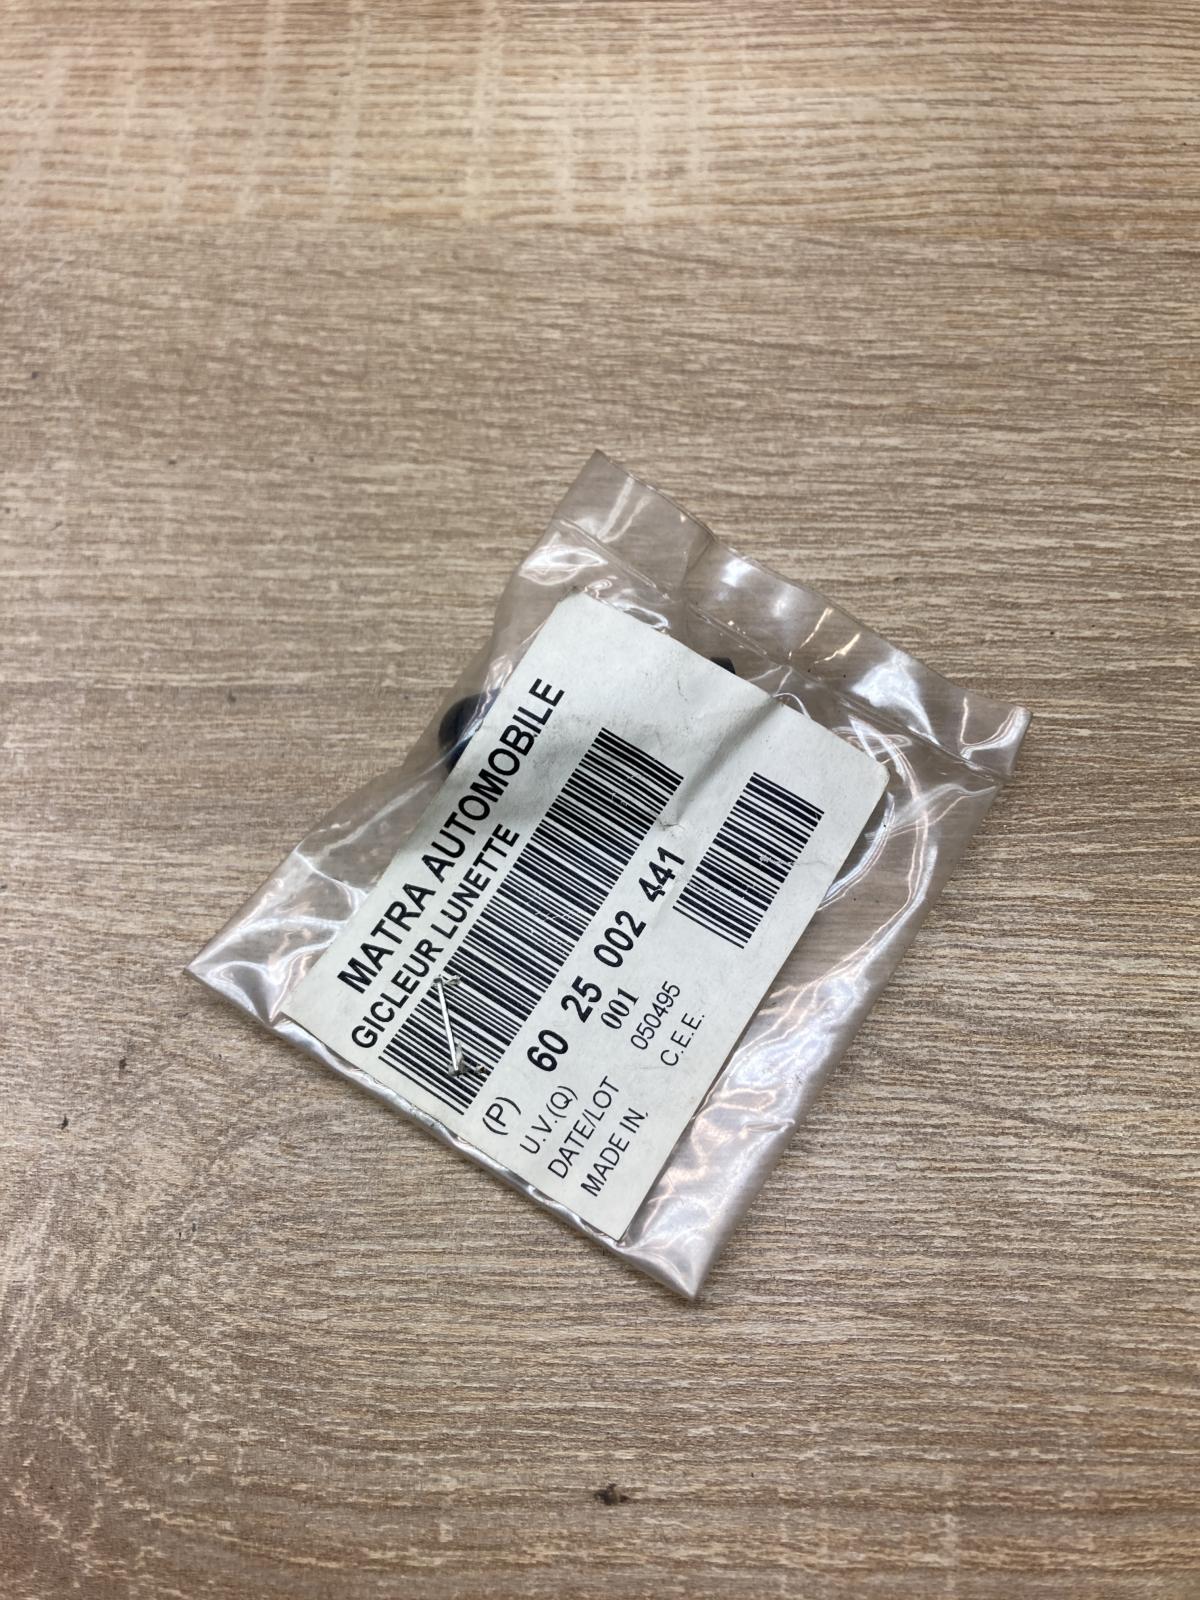 MATRA AUTOMOBILE
GICLEUR LUNETTE
(P) 60 25 002 441
U.V.(Q) 001
DATE/LOT 050495
MADE IN. C.E.E.